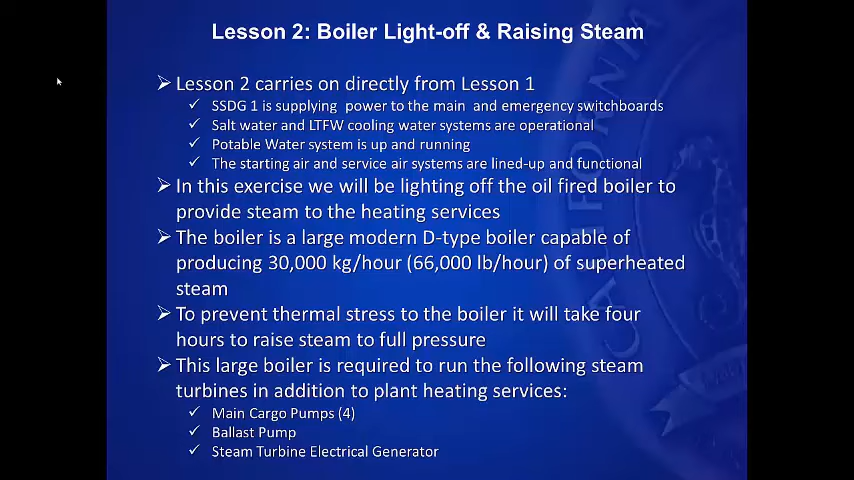 Lesson 2: Boiler Light-off & Raising Steam
➢ Lesson 2 carries on directly from Lesson 1
✓ SSDG 1 is supplying power to the main and emergency switchboards
✓ Salt water and LTFW cooling water systems are operational
✓ Potable Water system is up and running
✓ The starting air and service air systems are lined-up and functional
➢ In this exercise we will be lighting off the oil fired boiler to
provide steam to the heating services
➢ The boiler is a large modern D-type boiler capable of
producing 30,000 kg/hour (66,000 lb/hour) of superheated
steam
➢ To prevent thermal stress to the boiler it will take four
hours to raise steam to full pressure
➢ This large boiler is required to run the following steam
turbines in addition to plant heating services:
✓ Main Cargo Pumps (4)
✓ Ballast Pump
✓ Steam Turbine Electrical Generator
CALIFORNIA